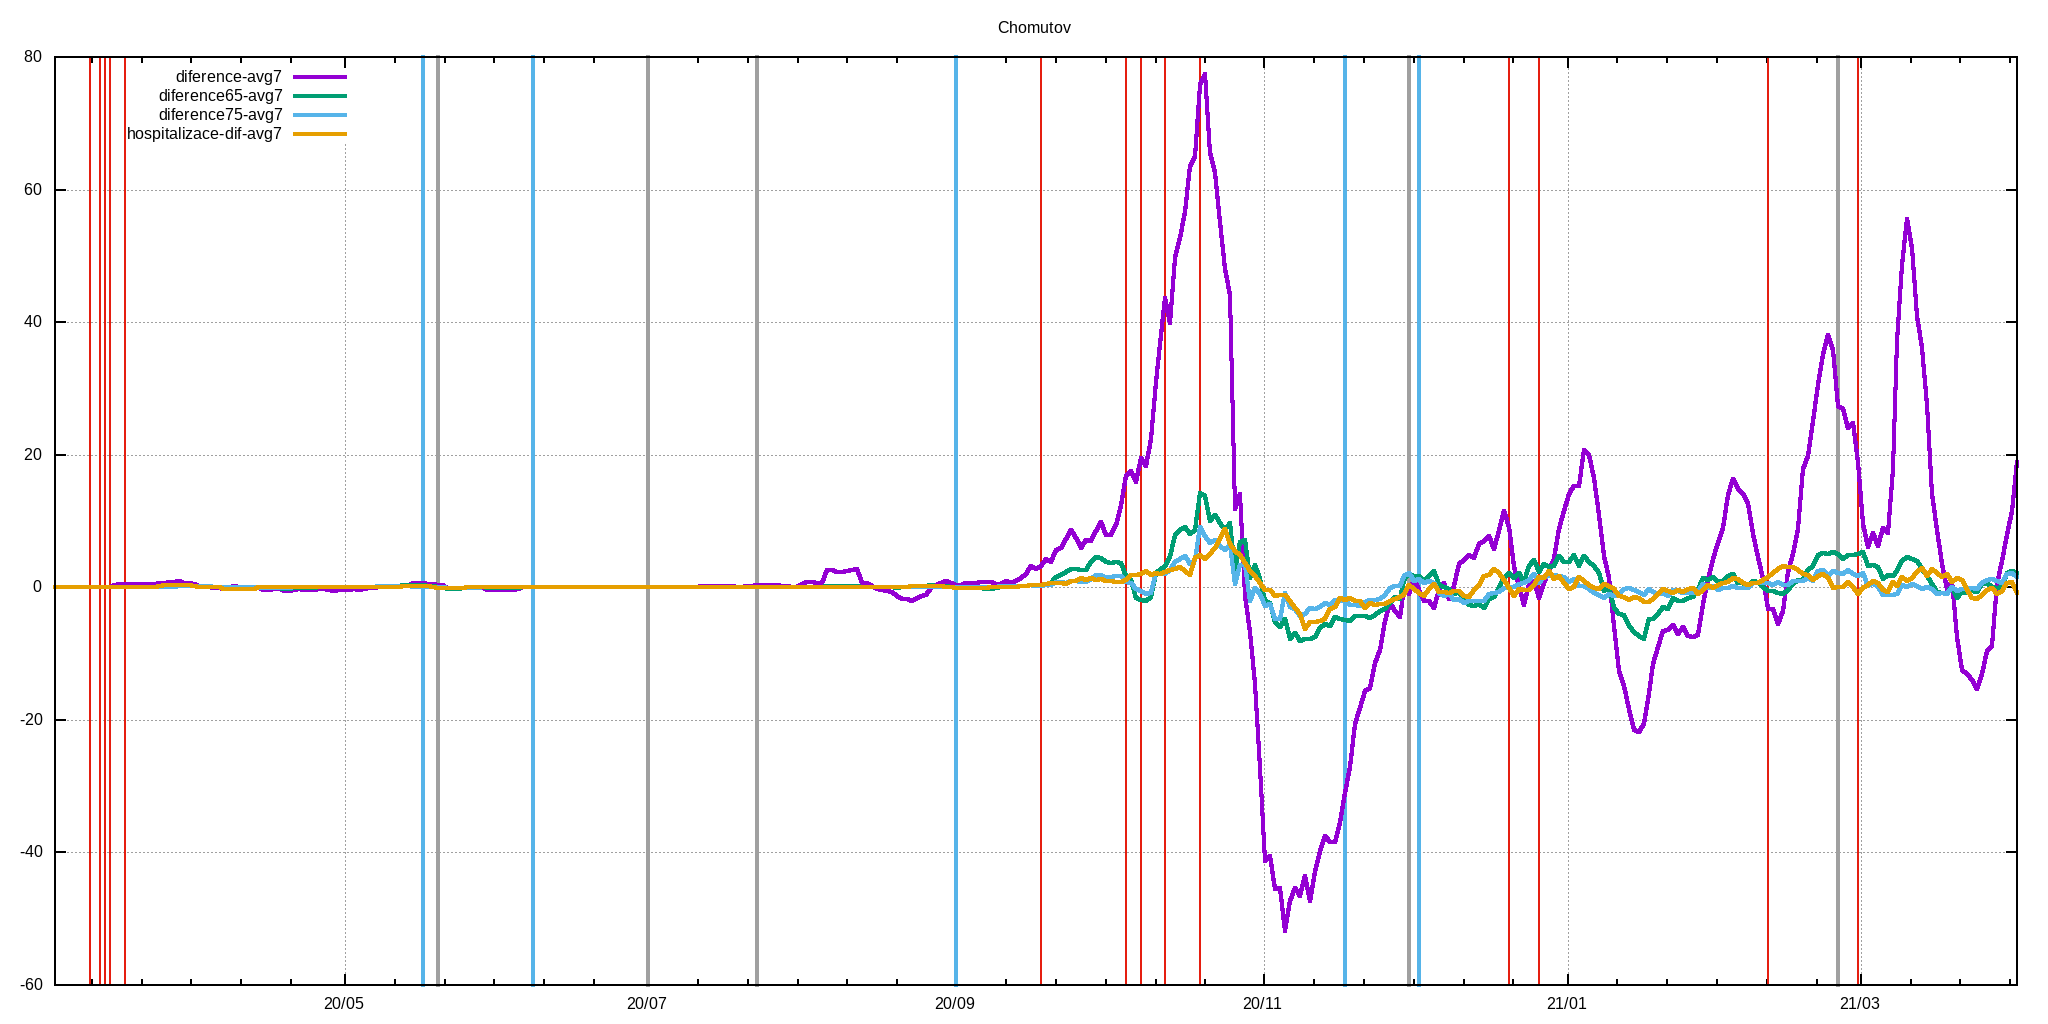 Chomutov
80
diference-avg7
diference65-avg7
diference75-avg7
hospitalizace-dif-avg7
60
40
20
0
-20
-40
-60
20/05 20/07 20/09 20/11 21/01 21/03